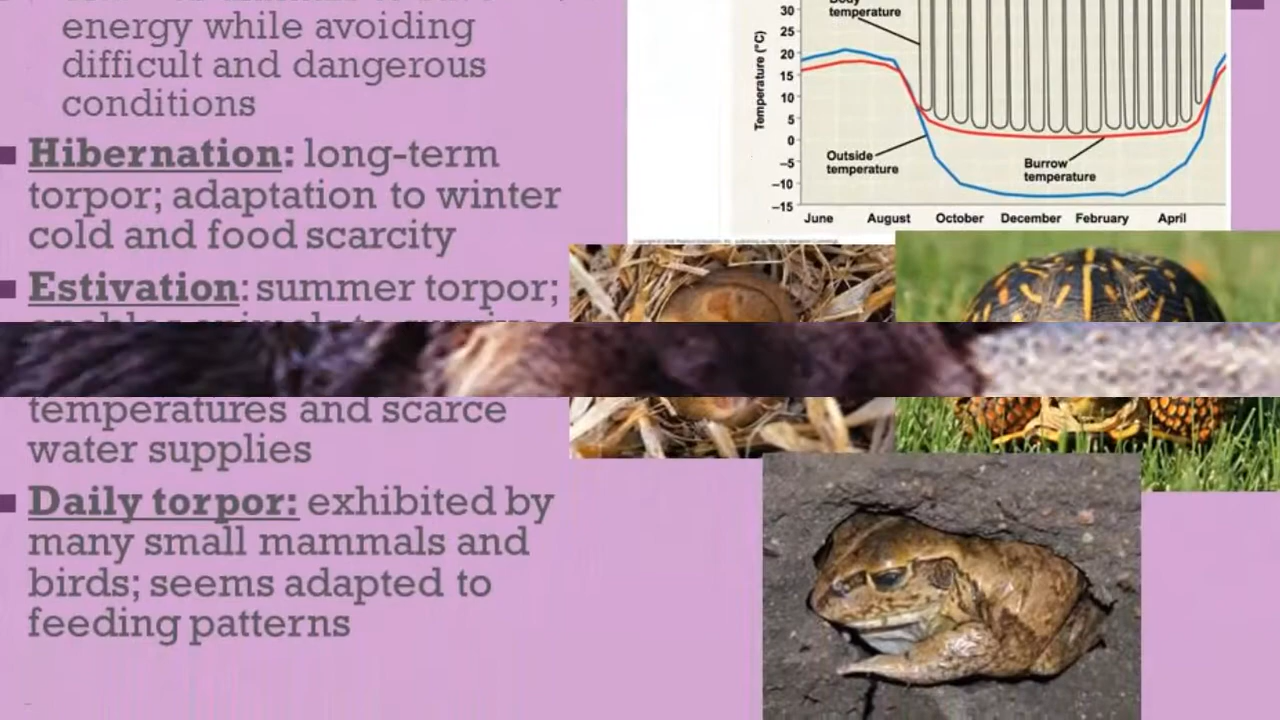 energy while avoiding
difficult and dangerous
conditions
Hibernation: long-term
torpor; adaptation to winter
cold and food scarcity
Estivation: summer torpor;
temperatures and scarce
water supplies
Daily torpor: exhibited by
many small mammals and
birds; seems adapted to
feeding patterns
Body
temperature
Temperature (°C)
30
25
20
15
10
5
0
–5
–10
–15
Outside
temperature
Burrow
temperature
June August October December February April